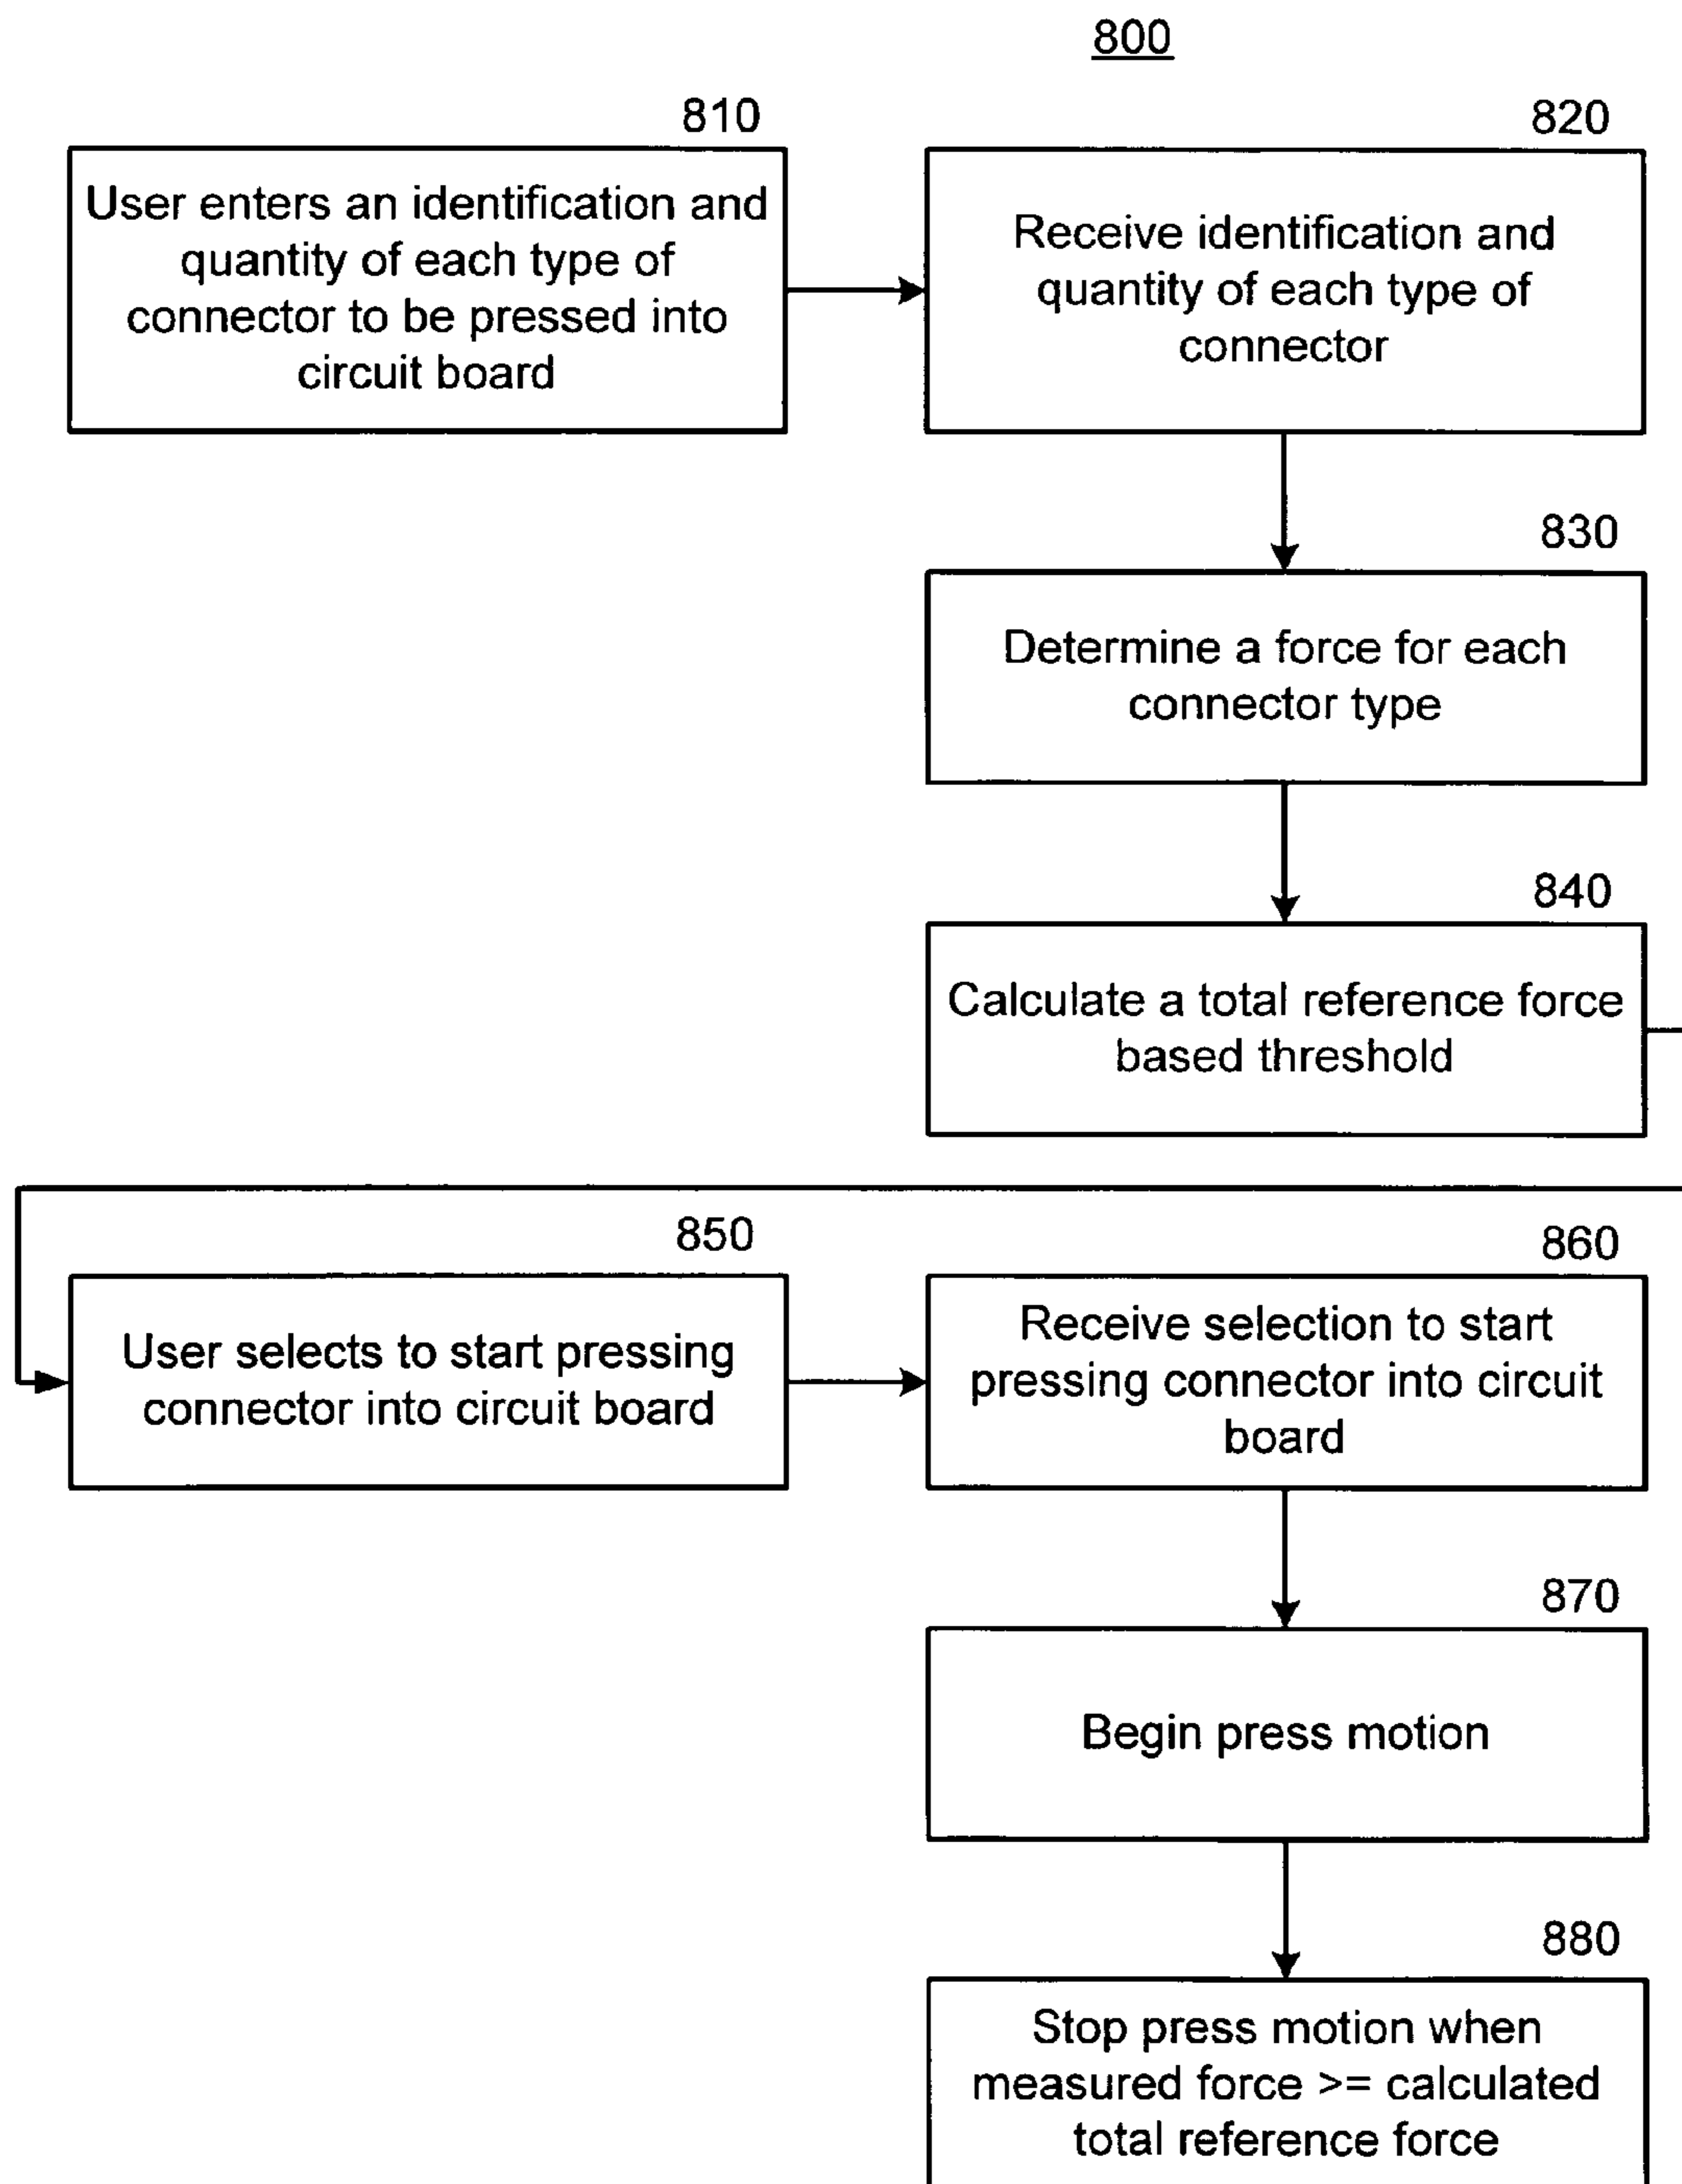 800
810
User enters an identification and
quantity of each type of
connector to be pressed into
circuit board
820
Receive identification and
quantity of each type of
connector
830
Determine a force for each
connector type
840
Calculate a total reference force
based threshold
850
User selects to start pressing
connector into circuit board
860
Receive selection to start
pressing connector into circuit
board
870
Begin press motion
880
Stop press motion when
measured force >= calculated
total reference force